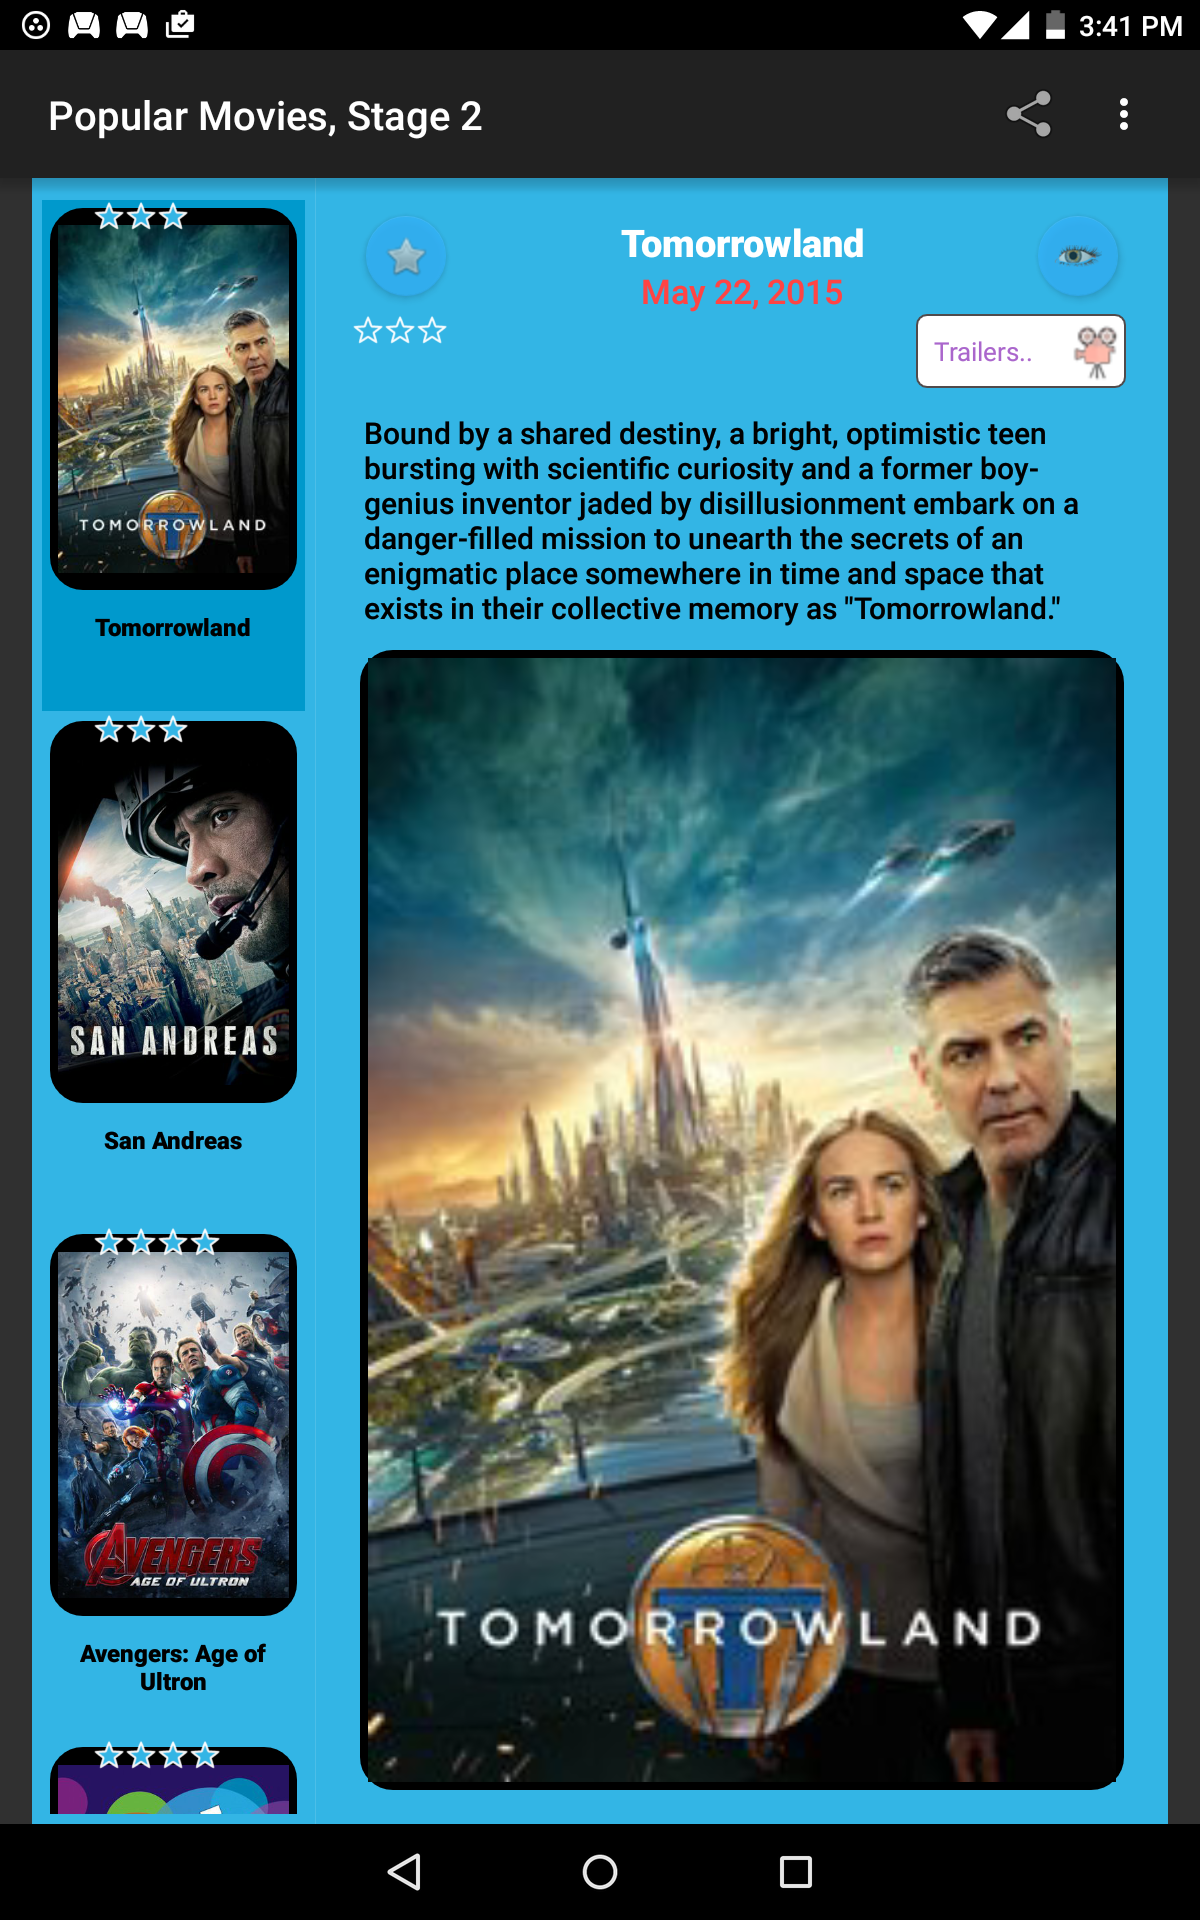 3:41 PM
Popular Movies, Stage 2
TOMORROWLAND
Tomorrowland
SAN ANDREAS
San Andreas
AVENGERS
AGE OF ULTRON
Avengers: Age of
Ultron
Tomorrowland
May 22, 2015
Trailers..
Bound by a shared destiny, a bright, optimistic teen
bursting with scientific curiosity and a former boy-
genius inventor jaded by disillusionment embark on a
danger-filled mission to unearth the secrets of an
enigmatic place somewhere in time and space that
exists in their collective memory as "Tomorrowland."
TOMORROWLAND